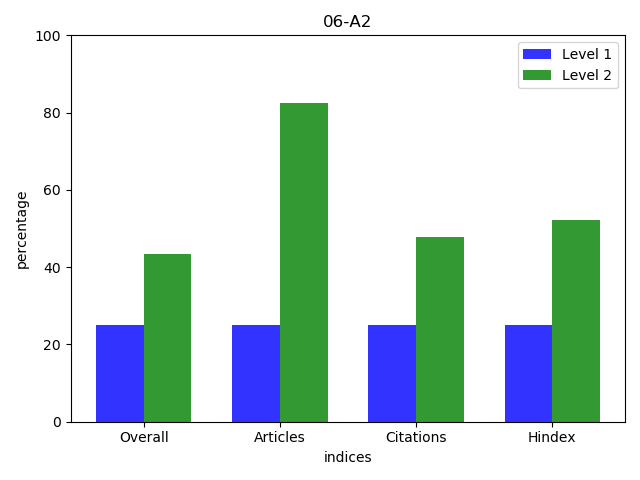 06-A2
Level 1
Level 2
percentage
100
80
60
40
20
0
Overall Articles Citations Hindex
indices